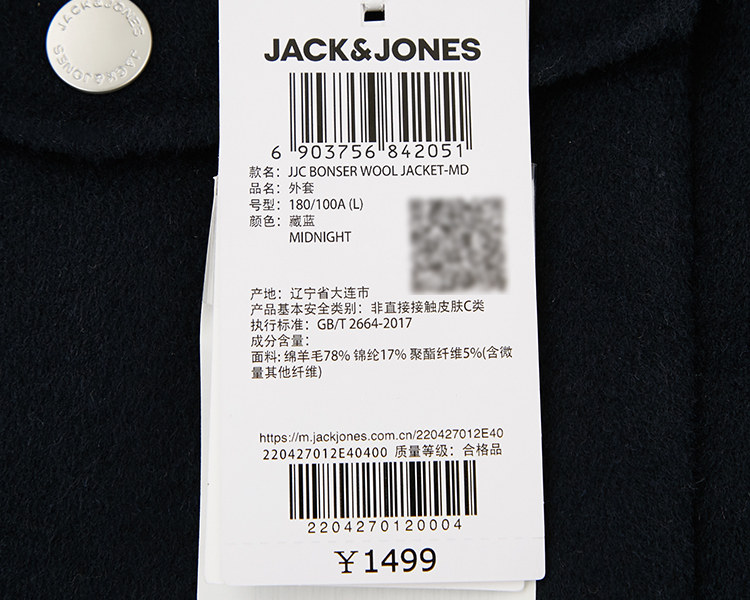 JACK&JONES
JACK&JONES
JACK&JONES
6 903756 842051
款名: JJC BONSER WOOL JACKET-MD
品名: 外套
号型: 180/100A (L)
颜色: 藏蓝
MIDNIGHT
产地: 辽宁省大连市
产品基本安全类别: 非直接接触皮肤C类
执行标准: GB/T 2664-2017
成分含量:
面料: 绵羊毛78% 锦纶17% 聚酯纤维5%(含微
量其他纤维)
https://m.jackjones.com.cn/220427012E40
220427012E40400 质量等级: 合格品
2204270120004
￥1499